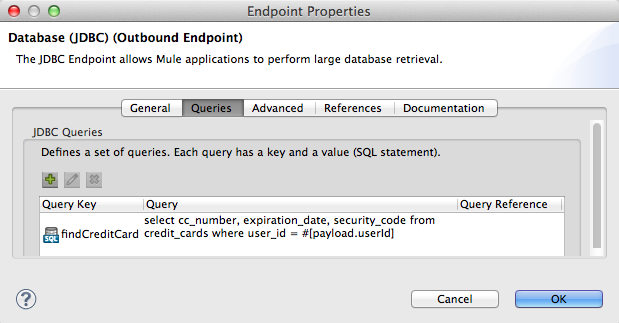 Endpoint Properties
Database (JDBC) (Outbound Endpoint)
The JDBC Endpoint allows Mule applications to perform large database retrieval.
General Queries Advanced References Documentation
JDBC Queries
Defines a set of queries. Each query has a key and a value (SQL statement).
Query Key Query Query Reference
select cc_number, expiration_date, security_code from
SQL findCreditCard credit_cards where user_id = #[payload.userId]
? Cancel OK